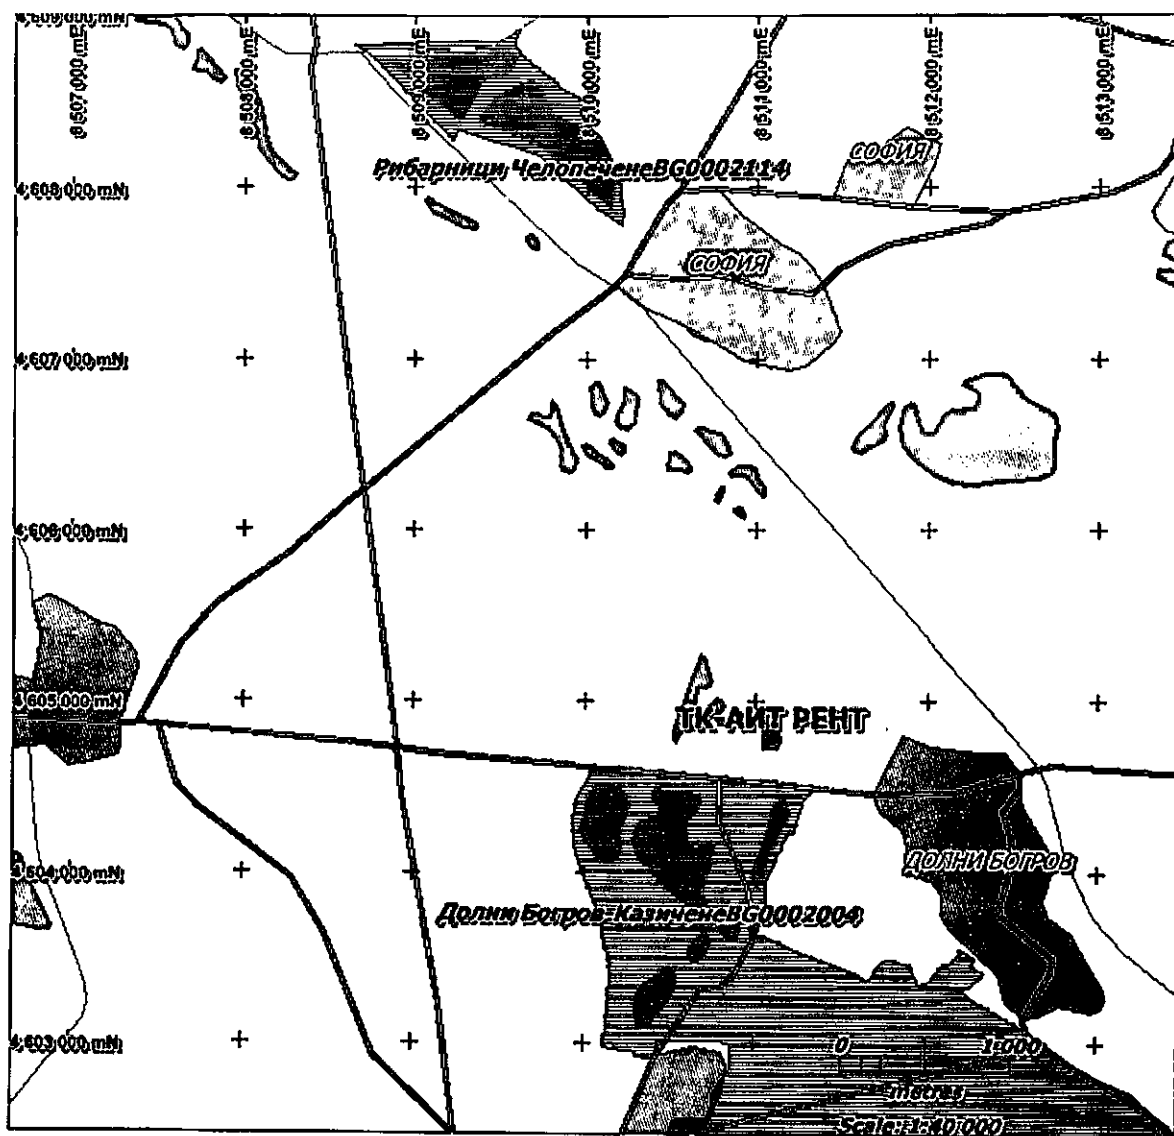 4,609,000 mN
8 507 000 mE
8 508 000 mE
8 509 000 mE
8 510 000 mE
8 511 000 mE
8 512 000 mE
8 513 000 mE
СОФИЯ
Рибарници ЧелопеченеBG0002114
4,608,000 mN
СОФИЯ
4,607,000 mN
4,606,000 mN
4,605,000 mN
ТК-АЙТ РЕНТ
4,604,000 mN
ДОЛНИ БОГРОВ
Долни Богров-КазиченеBG0002004
4,603,000 mN
0 1 000
metres
Scale: 1:40 000